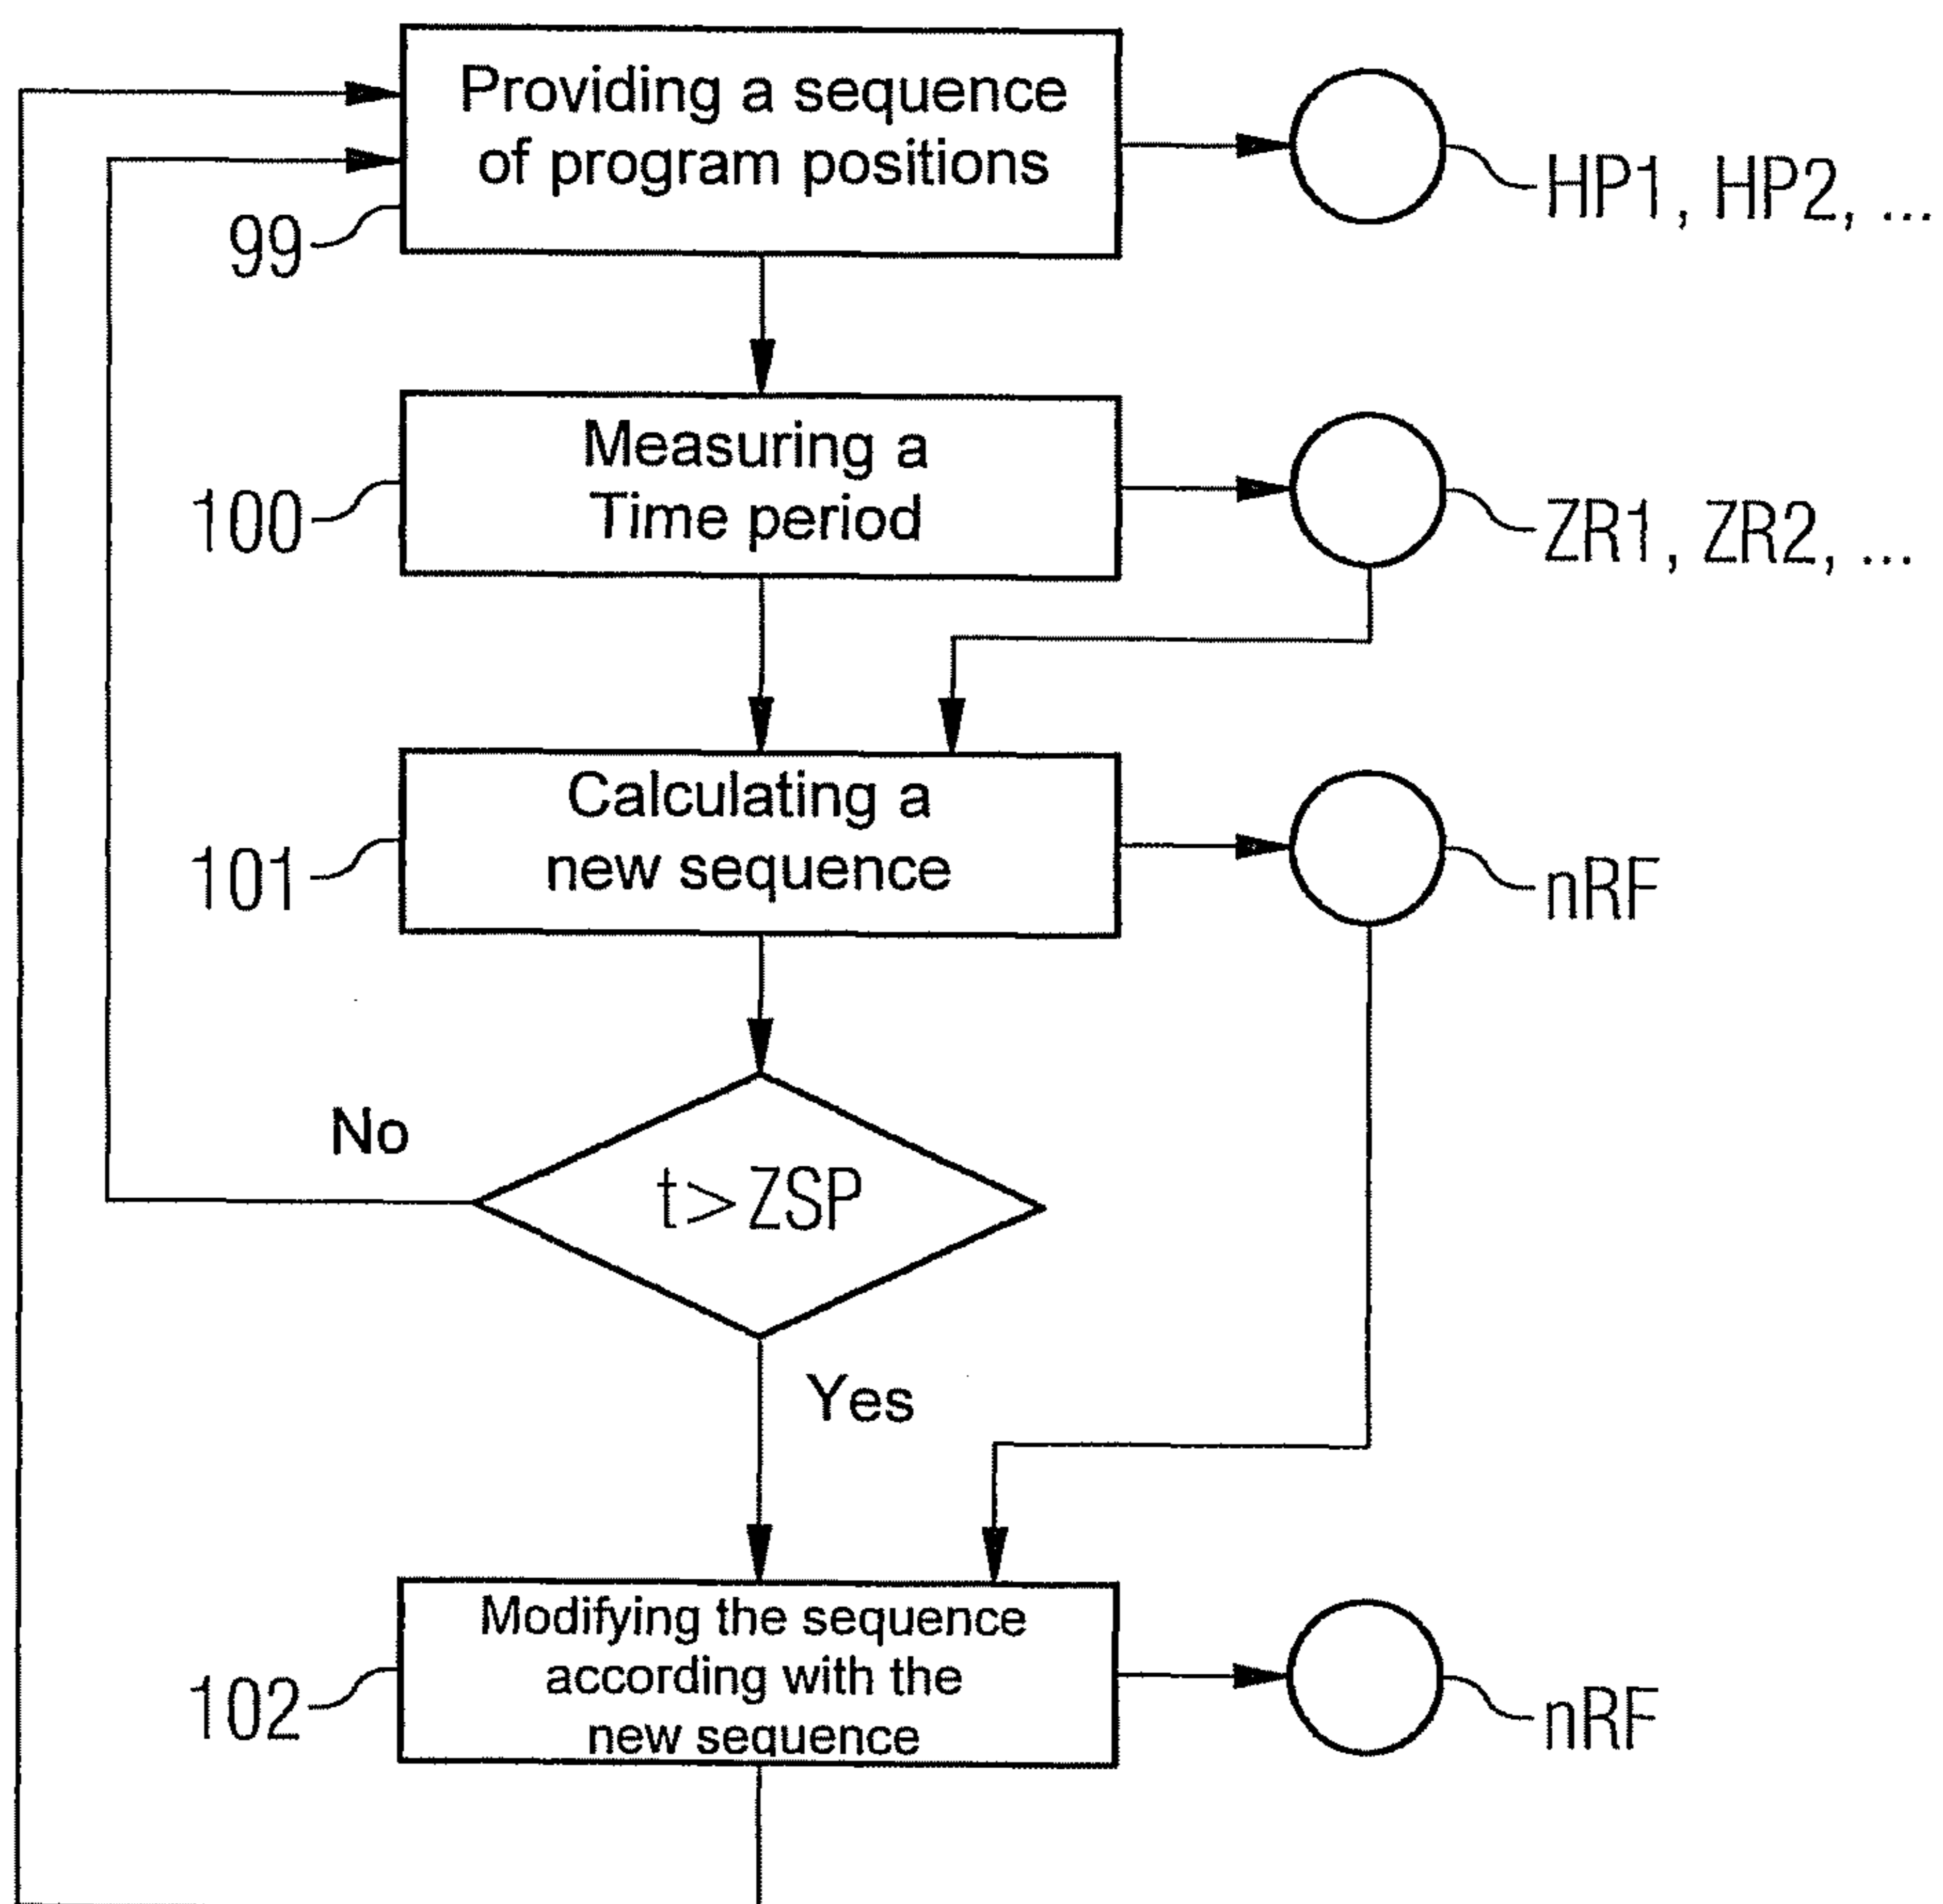 Providing a sequence
of program positions
HP1, HP2, ...
99
Measuring a
Time period
100
ZR1, ZR2, ...
Calculating a
new sequence
101
nRF
No
t>ZSP
Yes
Modifying the sequence
according with the
new sequence
102
nRF